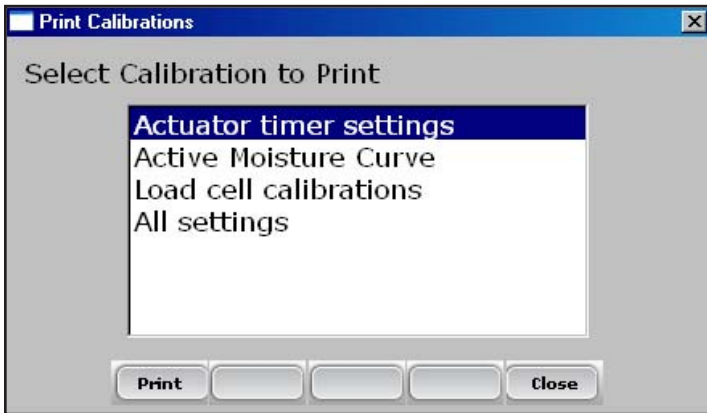 Print Calibrations
Select Calibration to Print
Actuator timer settings
Active Moisture Curve
Load cell calibrations
All settings
Print
Close